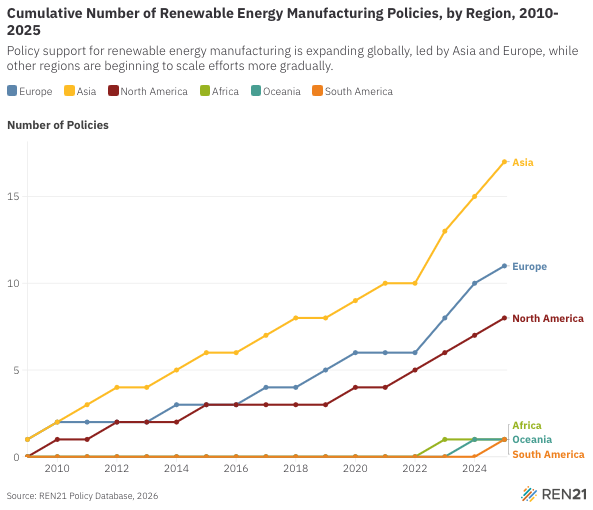 Cumulative Number of Renewable Energy Manufacturing Policies, by Region, 2010-
2025
Policy support for renewable energy manufacturing is expanding globally, led by Asia and Europe, while
other regions are beginning to scale efforts more gradually.
Europe Asia North America Africa Oceania South America
Number of Policies
Asia
15
Europe
10
North America
5
Africa
Oceania
South America
0
2010 2012 2014 2016 2018 2020 2022 2024
Source: REN21 Policy Database, 2026
REN21